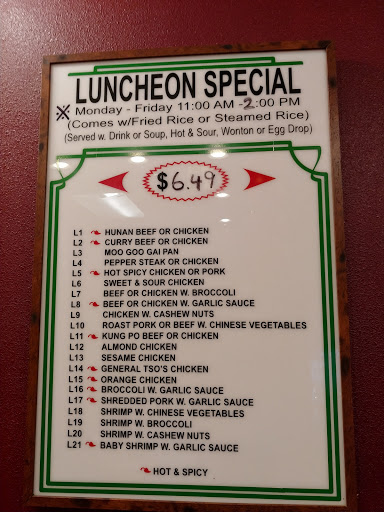 LUNCHEON SPECIAL
※ Monday - Friday 11:00 AM -2:00 PM
(Comes w/Fried Rice or Steamed Rice)
(Served w. Drink or Soup, Hot & Sour, Wonton or Egg Drop)
$6.49
L1 HUNAN BEEF OR CHICKEN
L2 CURRY BEEF OR CHICKEN
L3 MOO GOO GAI PAN
L4 PEPPER STEAK OR CHICKEN
L5 HOT SPICY CHICKEN OR PORK
L6 SWEET & SOUR CHICKEN
L7 BEEF OR CHICKEN W. BROCCOLI
L8 BEEF OR CHICKEN W. GARLIC SAUCE
L9 CHICKEN W. CASHEW NUTS
L10 ROAST PORK OR BEEF W. CHINESE VEGETABLES
L11 KUNG PO BEEF OR CHICKEN
L12 ALMOND CHICKEN
L13 SESAME CHICKEN
L14 GENERAL TSO'S CHICKEN
L15 ORANGE CHICKEN
L16 BROCCOLI W. GARLIC SAUCE
L17 SHREDDED PORK W. GARLIC SAUCE
L18 SHRIMP W. CHINESE VEGETABLES
L19 SHRIMP W. BROCCOLI
L20 SHRIMP W. CASHEW NUTS
L21 BABY SHRIMP W. GARLIC SAUCE
HOT & SPICY